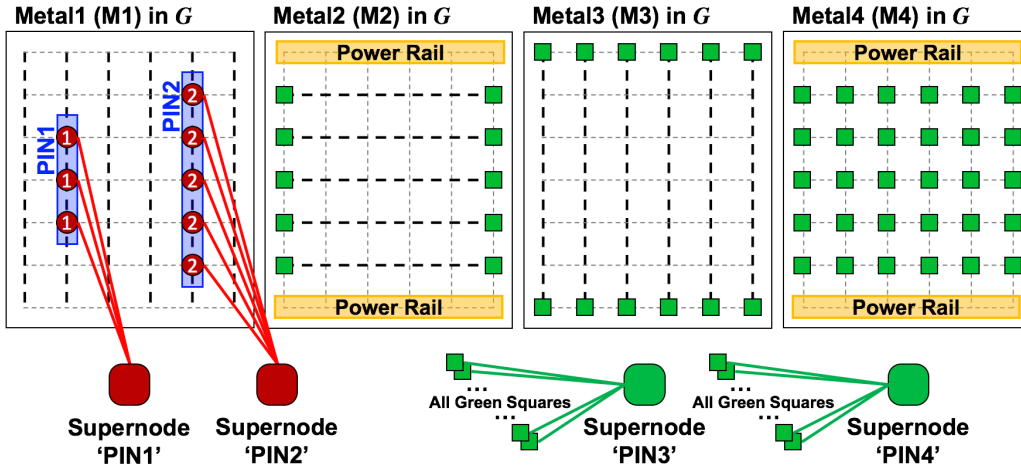 Metal1 (M1) in G
Metal2 (M2) in G
Metal3 (M3) in G
Metal4 (M4) in G
PIN1
1
1
1
PIN2
2
2
2
2
2
Power Rail
Power Rail
Power Rail
Power Rail
Supernode
'PIN1'
Supernode
'PIN2'
...
All Green Squares
...
Supernode
'PIN3'
...
All Green Squares
...
Supernode
'PIN4'